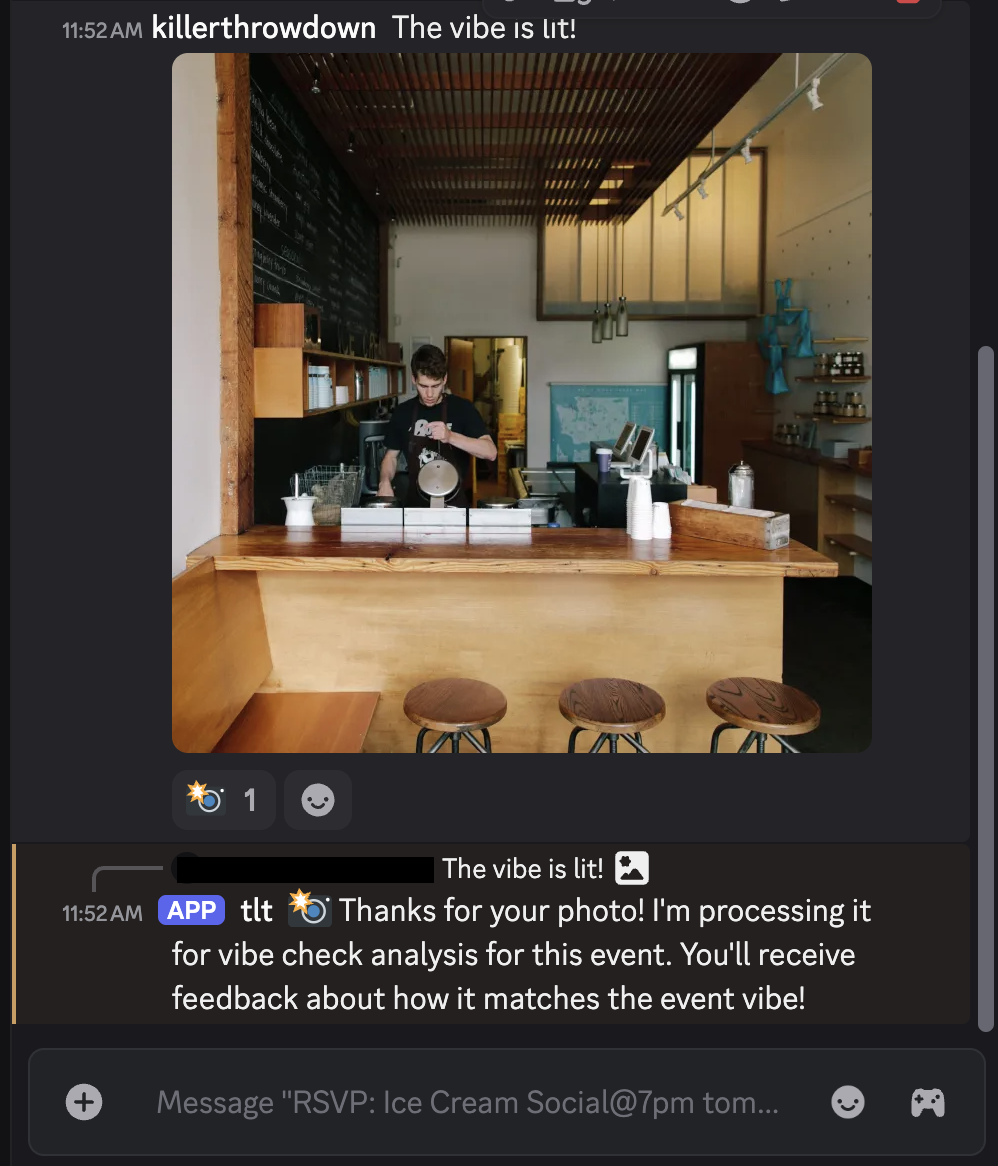 11:52 AM killerthrowdown The vibe is lit!
1
The vibe is lit!
11:52 AM APP tlt Thanks for your photo! I'm processing it
for vibe check analysis for this event. You'll receive
feedback about how it matches the event vibe!
Message "RSVP: Ice Cream Social@7pm tom...